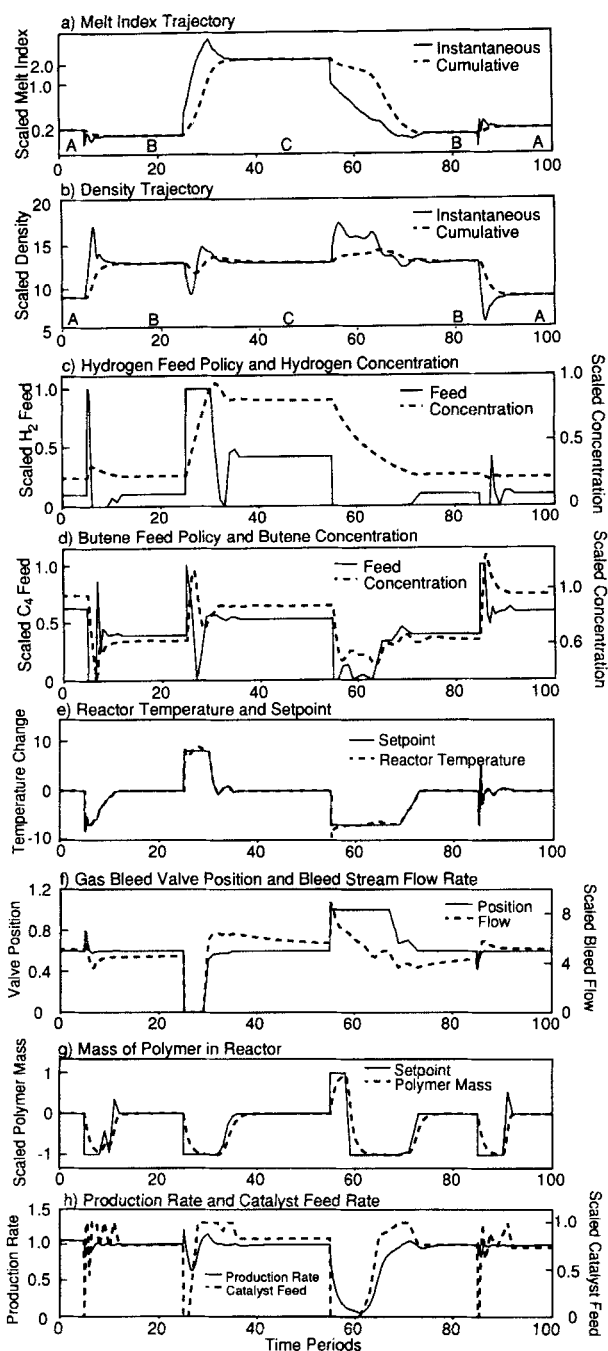 a) Melt Index Trajectory
Scaled Melt Index
2.0
1.0
0.2
Instantaneous
Cumulative
A B C B A
0 20 40 60 80 100
b) Density Trajectory
Scaled Density
20
15
10
5
Instantaneous
Cumulative
A B C B A
0 20 40 60 80 100
c) Hydrogen Feed Policy and Hydrogen Concentration
Scaled H2 Feed
1.0
0.5
0
Feed
Concentration
1.0
0.5
0
Scaled Concentration
0 20 40 60 80 100
d) Butene Feed Policy and Butene Concentration
Scaled C4 Feed
1.0
0.5
0
Feed
Concentration
1.0
0.6
Scaled Concentration
0 20 40 60 80 100
e) Reactor Temperature and Setpoint
Temperature Change
10
0
-10
Setpoint
Reactor Temperature
0 20 40 60 80 100
f) Gas Bleed Valve Position and Bleed Stream Flow Rate
Valve Position
1.2
0.8
0.4
0
Position
Flow
8
4
0
Scaled Bleed Flow
0 20 40 60 80 100
g) Mass of Polymer in Reactor
Scaled Polymer Mass
1
0
-1
Setpoint
Polymer Mass
0 20 40 60 80 100
h) Production Rate and Catalyst Feed Rate
Production Rate
1.5
1.0
0.5
0
Production Rate
Catalyst Feed
1.0
0.5
0
Scaled Catalyst Feed
0 20 40 60 80 100
Time Periods